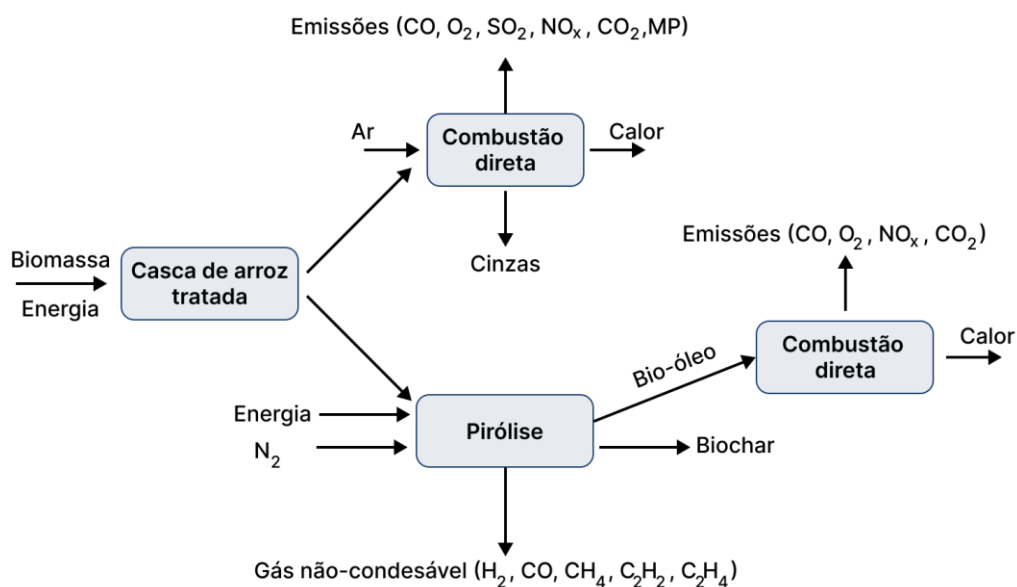 Emissões (CO, O₂, SO₂, NOₓ, CO₂,MP)
Ar
Combustão
direta
Calor
Cinzas
Biomassa
Energia
Casca de arroz
tratada
Emissões (CO, O₂, NOₓ, CO₂)
Combustão
direta
Calor
Bio-óleo
Energia
N₂
Pirólise
Biochar
Gás não-condesável (H₂, CO, CH₄, C₂H₂, C₂H₄)